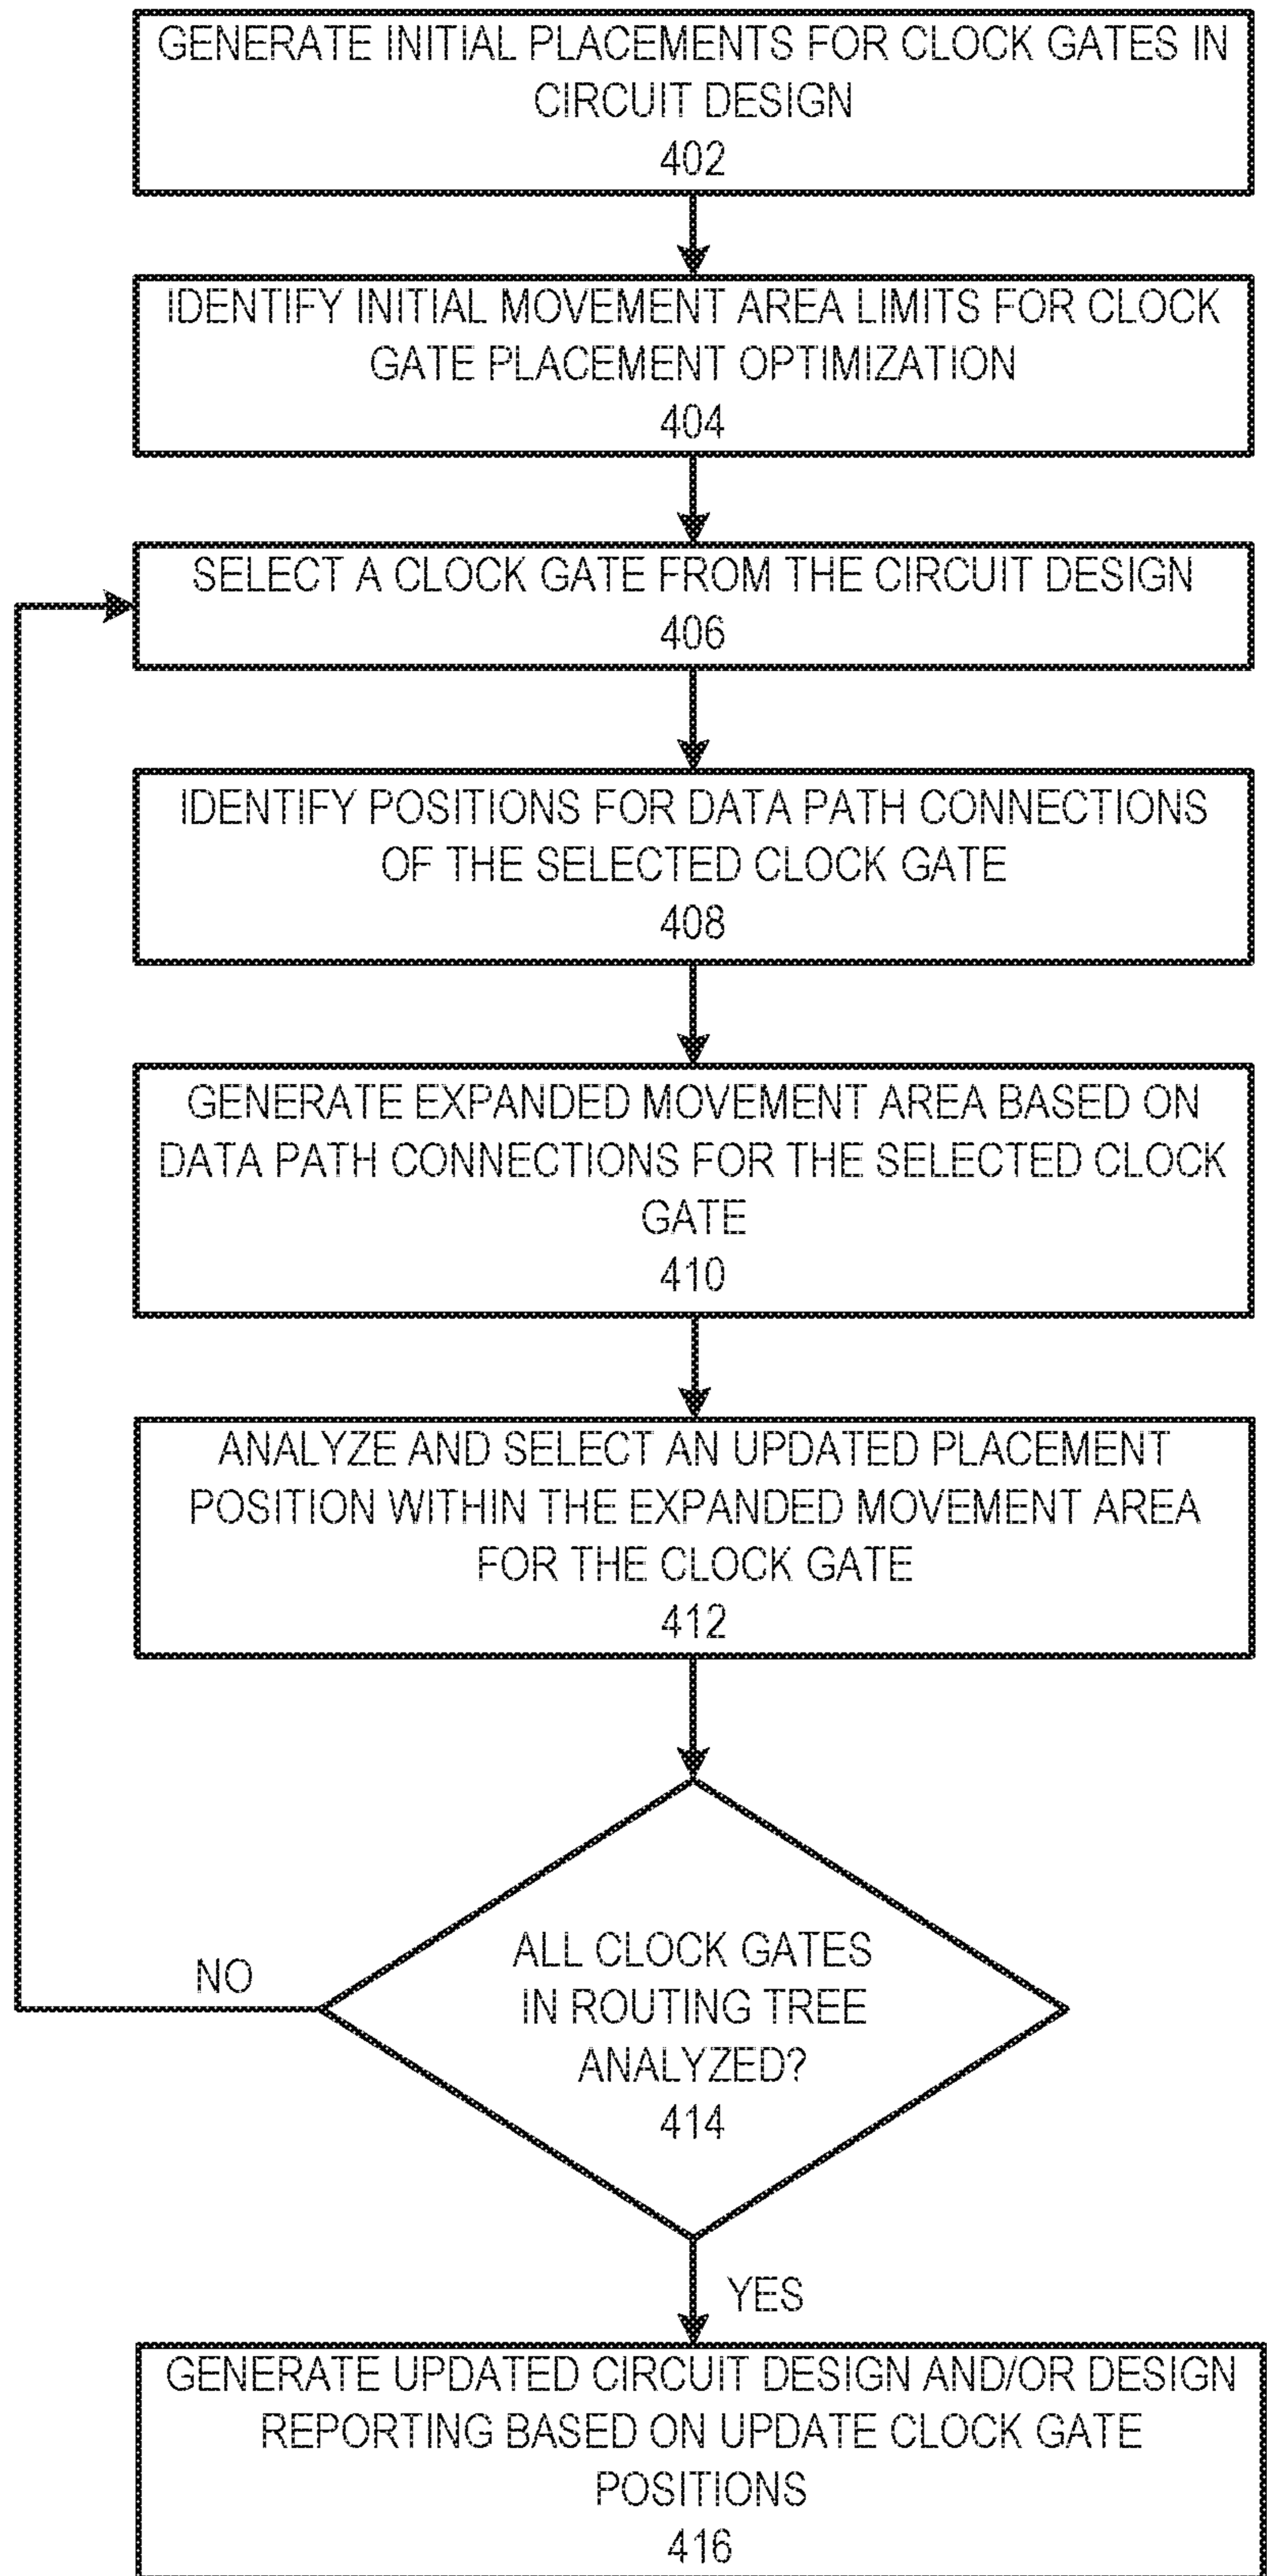 GENERATE INITIAL PLACEMENTS FOR CLOCK GATES IN
CIRCUIT DESIGN
402
IDENTIFY INITIAL MOVEMENT AREA LIMITS FOR CLOCK
GATE PLACEMENT OPTIMIZATION
404
SELECT A CLOCK GATE FROM THE CIRCUIT DESIGN
406
IDENTIFY POSITIONS FOR DATA PATH CONNECTIONS
OF THE SELECTED CLOCK GATE
408
GENERATE EXPANDED MOVEMENT AREA BASED ON
DATA PATH CONNECTIONS FOR THE SELECTED CLOCK
GATE
410
ANALYZE AND SELECT AN UPDATED PLACEMENT
POSITION WITHIN THE EXPANDED MOVEMENT AREA
FOR THE CLOCK GATE
412
ALL CLOCK GATES
IN ROUTING TREE
ANALYZED?
414
NO
YES
GENERATE UPDATED CIRCUIT DESIGN AND/OR DESIGN
REPORTING BASED ON UPDATE CLOCK GATE
POSITIONS
416